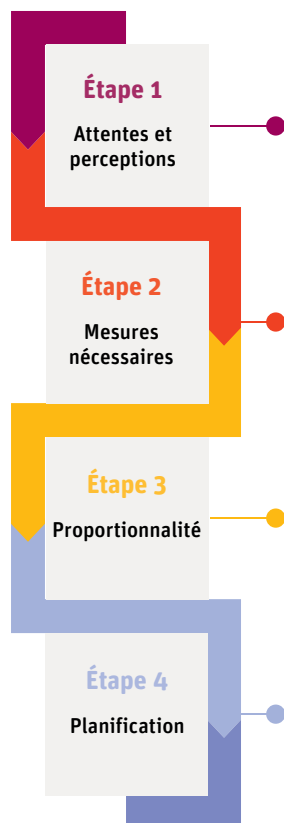 Étape 1
Attentes et
perceptions
Étape 2
Mesures
nécessaires
Étape 3
Proportionnalité
Étape 4
Planification